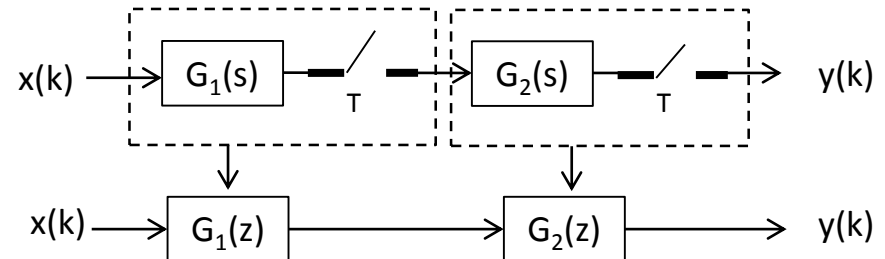 x(k) G₁(s) T G₂(s) T y(k)
x(k) G₁(z) G₂(z) y(k)